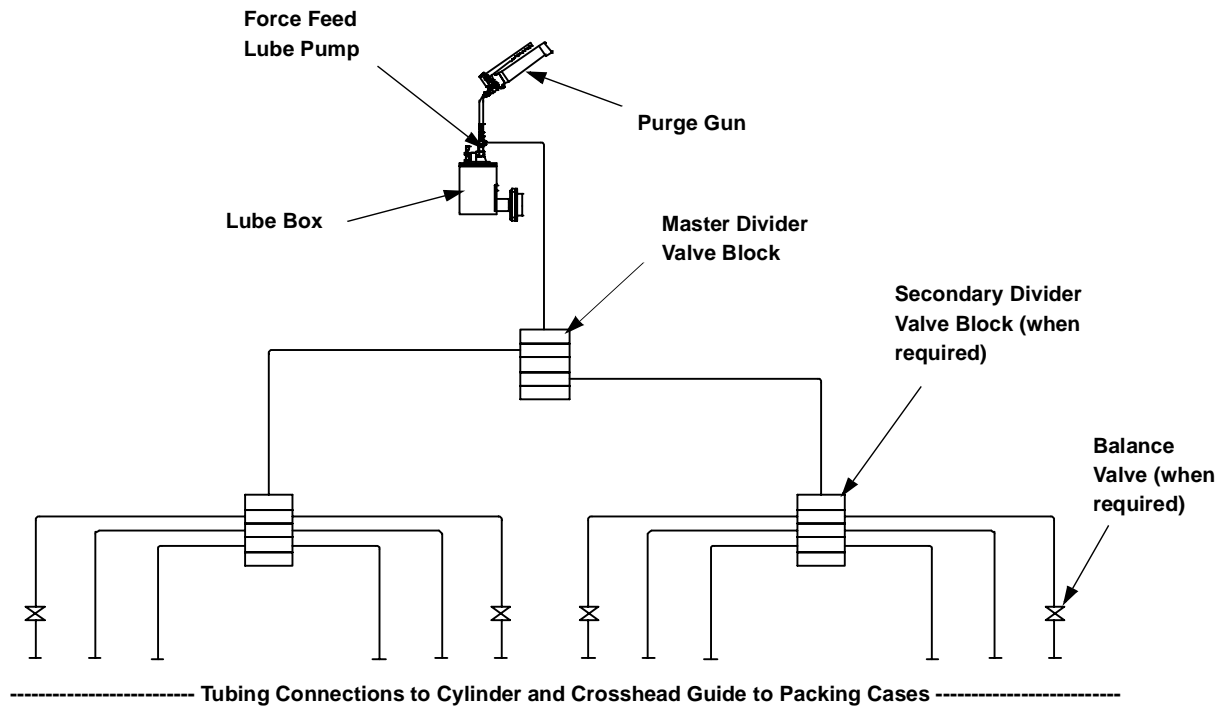 Force Feed
Lube Pump
Purge Gun
Lube Box
Master Divider
Valve Block
Secondary Divider
Valve Block (when
required)
Balance
Valve (when
required)
-------------------------- Tubing Connections to Cylinder and Crosshead Guide to Packing Cases --------------------------